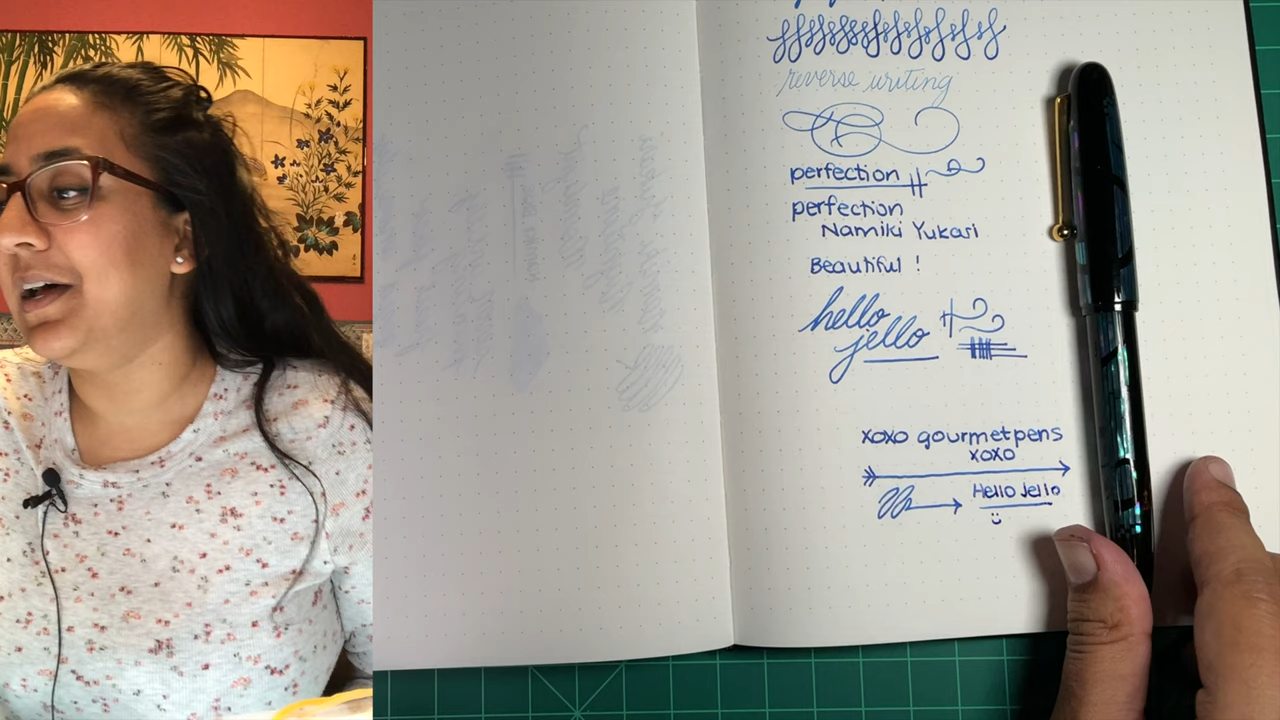 reverse writing
perfection
perfection
Namiki Yukari
Beautiful !
hello
jello
xoxo gourmetpens
xoxo
Hello Jello